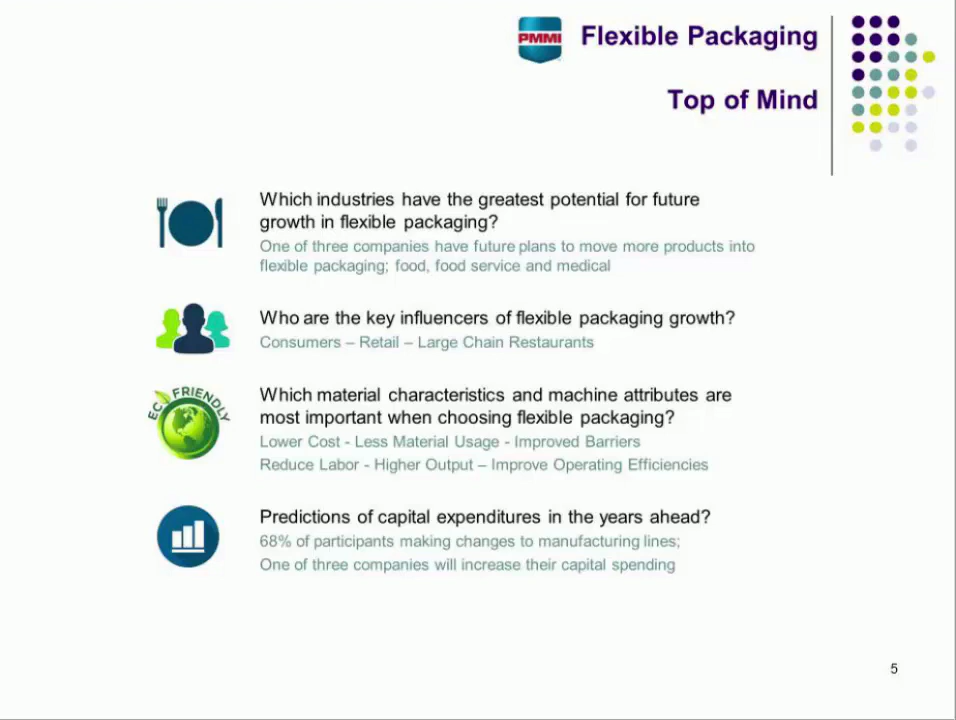 PMMI
Flexible Packaging
Top of Mind
Which industries have the greatest potential for future
growth in flexible packaging?
One of three companies have future plans to move more products into
flexible packaging; food, food service and medical
Who are the key influencers of flexible packaging growth?
Consumers – Retail – Large Chain Restaurants
ECO FRIENDLY
Which material characteristics and machine attributes are
most important when choosing flexible packaging?
Lower Cost - Less Material Usage - Improved Barriers
Reduce Labor - Higher Output – Improve Operating Efficiencies
Predictions of capital expenditures in the years ahead?
68% of participants making changes to manufacturing lines;
One of three companies will increase their capital spending
5